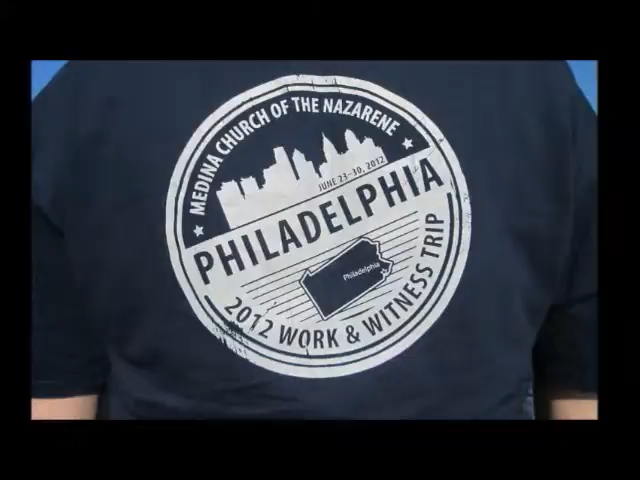 MEDINA CHURCH OF THE NAZARENE
JUNE 23-30, 2012
PHILADELPHIA
Philadelphia
2012 WORK & WITNESS TRIP